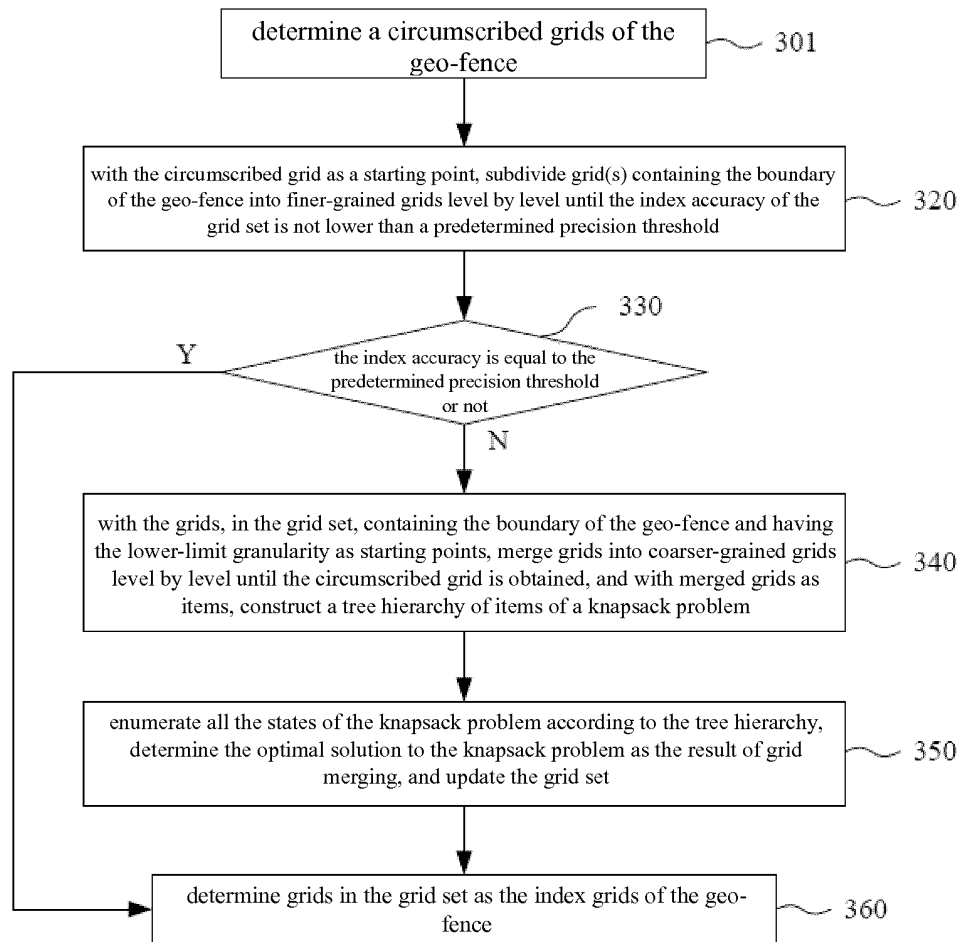 determine a circumscribed grids of the
geo-fence
301
with the circumscribed grid as a starting point, subdivide grid(s) containing the boundary
of the geo-fence into finer-grained grids level by level until the index accuracy of the
grid set is not lower than a predetermined precision threshold
320
330
Y
the index accuracy is equal to the
predetermined precision threshold
or not
N
with the grids, in the grid set, containing the boundary of the geo-fence and having
the lower-limit granularity as starting points, merge grids into coarser-grained grids
level by level until the circumscribed grid is obtained, and with merged grids as
items, construct a tree hierarchy of items of a knapsack problem
340
enumerate all the states of the knapsack problem according to the tree hierarchy,
determine the optimal solution to the knapsack problem as the result of grid
merging, and update the grid set
350
determine grids in the grid set as the index grids of the geo-
fence
360